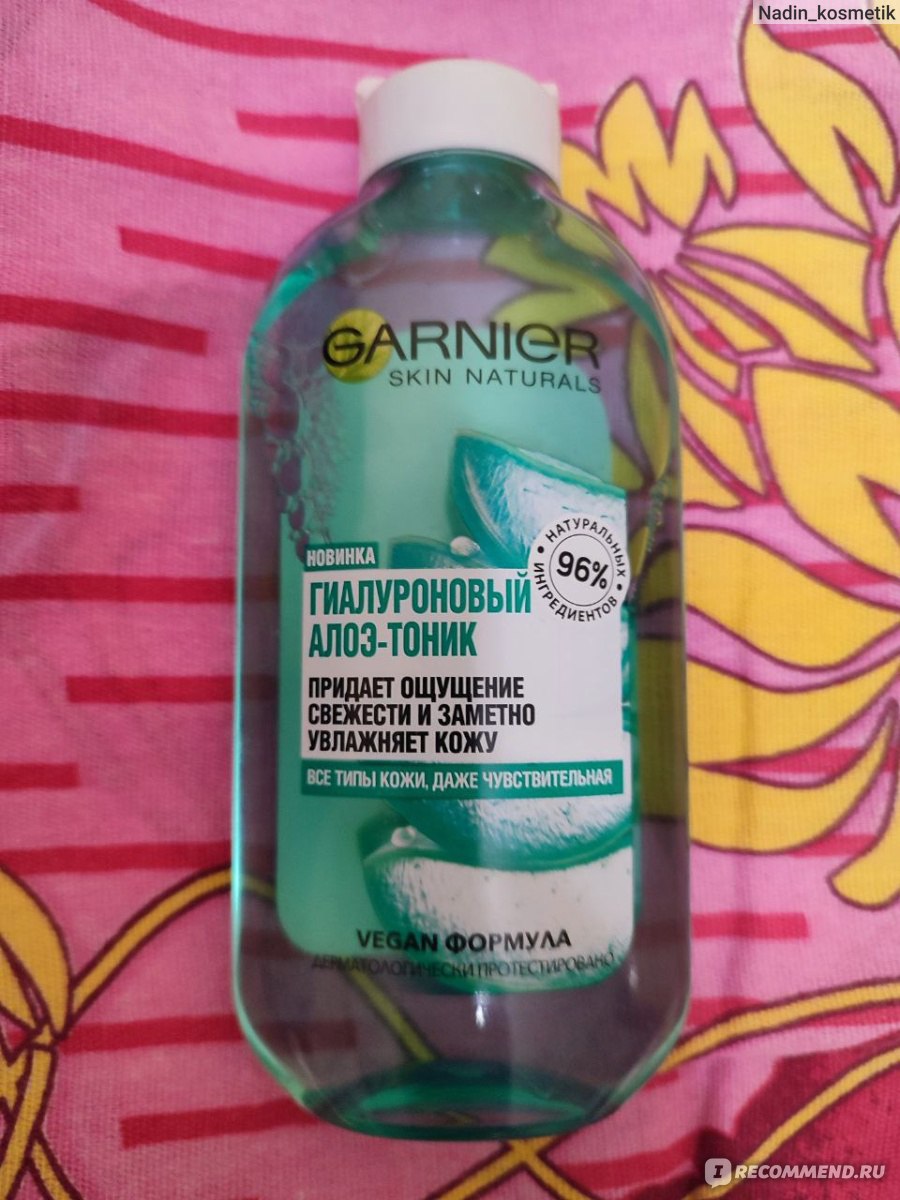 Nadin_kosmetik
GARNIER
SKIN NATURALS
НОВИНКА
ГИАЛУРОНОВЫЙ
АЛОЭ-ТОНИК
НАТУРАЛЬНЫХ
96%
ИНГРЕДИЕНТОВ
ПРИДАЕТ ОЩУЩЕНИЕ
СВЕЖЕСТИ И ЗАМЕТНО
УВЛАЖНЯЕТ КОЖУ
ВСЕ ТИПЫ КОЖИ, ДАЖЕ ЧУВСТВИТЕЛЬНАЯ
VEGAN ФОРМУЛА
ДЕРМАТОЛОГИЧЕСКИ ПРОТЕСТИРОВАНО
IRECOMMEND.RU